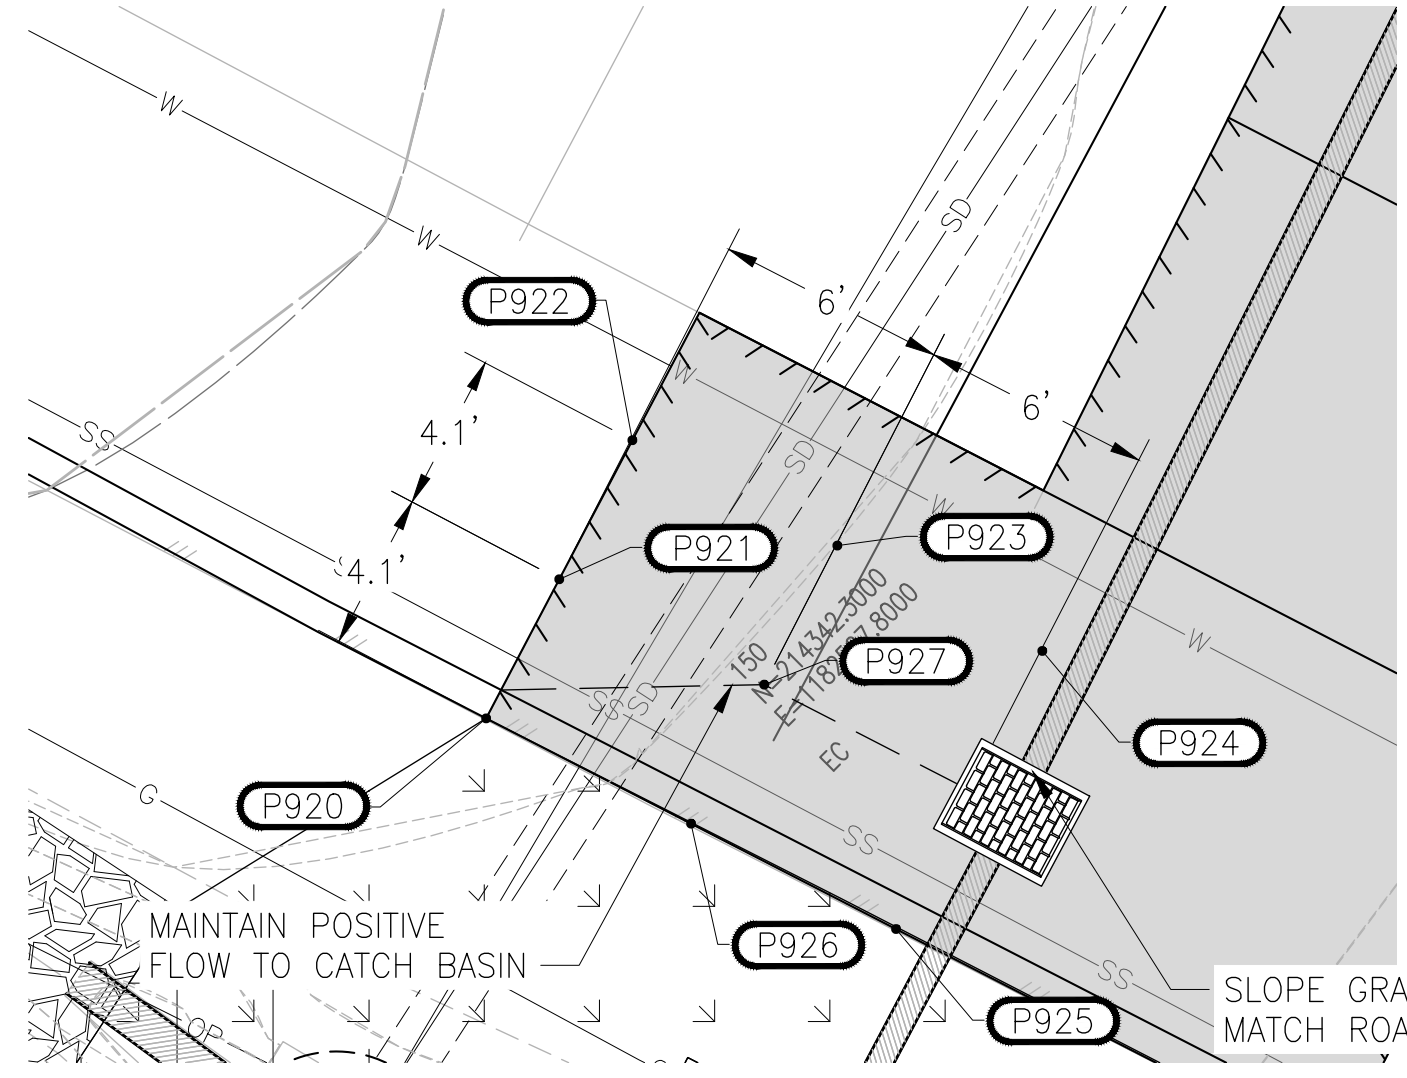 W
SD
W
P922
6'
W
6'
4.1'
SS
SD
W
P921
P923
4.1'
150
N=214342.3000
P927
W
SS
SD
P924
EC
G
P920
SS
MAINTAIN POSITIVE
FLOW TO CATCH BASIN
P926
SS
SLOPE GRA
MATCH ROA
P925